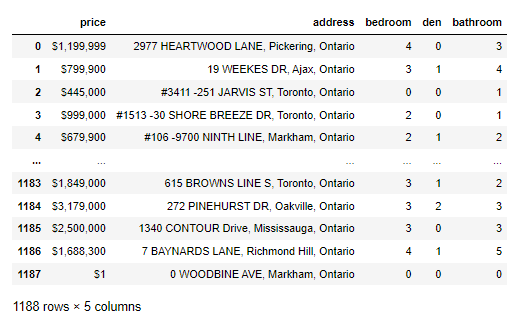 price address bedroom den bathroom
0 $1,199,999 2977 HEARTWOOD LANE, Pickering, Ontario 4 0 3
1 $799,900 19 WEEKES DR, Ajax, Ontario 3 1 4
2 $445,000 #3411 -251 JARVIS ST, Toronto, Ontario 0 0 1
3 $999,000 #1513 -30 SHORE BREEZE DR, Toronto, Ontario 2 0 1
4 $679,900 #106 -9700 NINTH LINE, Markham, Ontario 2 1 2
... ... ... ... ... ...
1183 $1,849,000 615 BROWNS LINE S, Toronto, Ontario 3 1 2
1184 $3,179,000 272 PINEHURST DR, Oakville, Ontario 3 2 3
1185 $2,500,000 1340 CONTOUR Drive, Mississauga, Ontario 3 0 3
1186 $1,688,300 7 BAYNARDS LANE, Richmond Hill, Ontario 4 1 5
1187 $1 0 WOODBINE AVE, Markham, Ontario 0 0 0
1188 rows × 5 columns